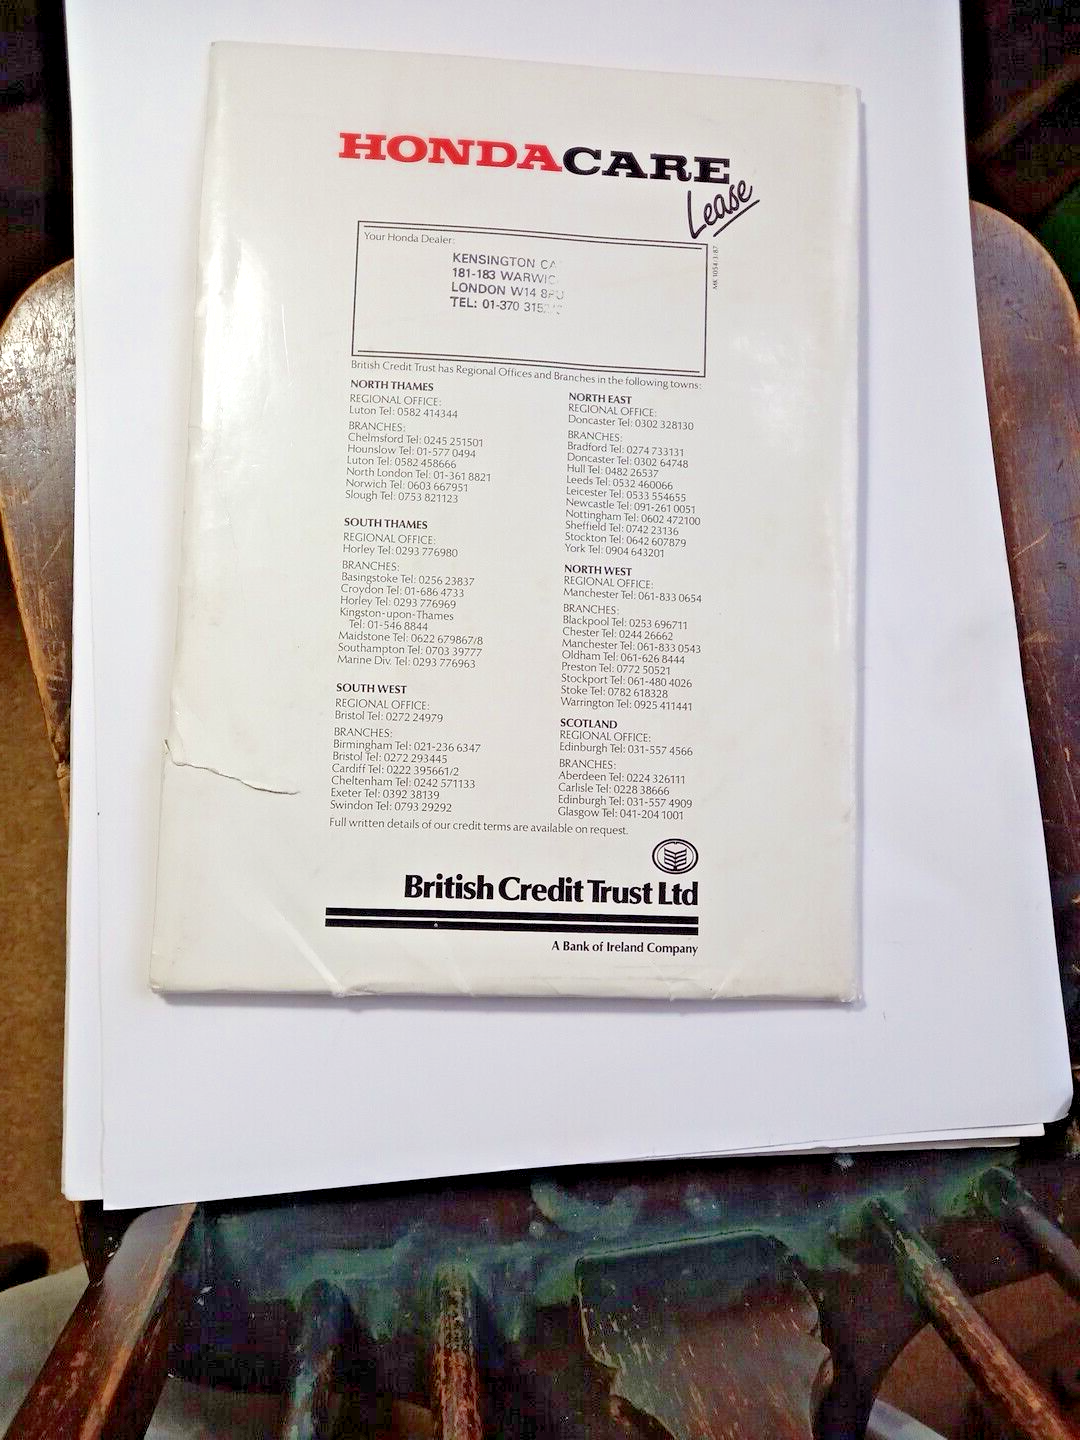 HONDACARE
Lease
Your Honda Dealer:
KENSINGTON
181-183
LONDON W14
TEL: 01-370
MK 1054/3/87
British Credit Trust has Regional Offices and Branches in the following towns:
NORTH THAMES
REGIONAL OFFICE:
Luton Tel: 0582 414344
BRANCHES:
Chelmsford Tel: 0245 251501
Hounslow Tel: 01-577 0494
Luton Tel: 0582 458666
North London Tel: 01-361 8821
Norwich Tel: 0603 667951
Slough Tel: 0753 821123
SOUTH THAMES
REGIONAL OFFICE:
Horley Tel: 0293 776980
BRANCHES:
Basingstoke Tel: 0256 23837
Croydon Tel: 01-686 4733
Horley Tel: 0293 776969
Kingston-upon-Thames
Tel: 01-546 8844
Maidstone Tel: 0622 679867/8
Southampton Tel: 0703 39777
Marine Div. Tel: 0293 776963
SOUTH WEST
REGIONAL OFFICE:
Bristol Tel: 0272 24979
BRANCHES:
Birmingham Tel: 021-236 6347
Bristol Tel: 0272 293445
Cardiff Tel: 0222 395661/2
Cheltenham Tel: 0242 571133
Exeter Tel: 0392 38139
Swindon Tel: 0793 29292
NORTH EAST
REGIONAL OFFICE:
Doncaster Tel: 0302 328130
BRANCHES:
Bradford Tel: 0274 733131
Doncaster Tel: 0302 64748
Hull Tel: 0482 26537
Leeds Tel: 0532 460066
Leicester Tel: 0533 554655
Newcastle Tel: 091-261 0051
Nottingham Tel: 0602 472100
Sheffield Tel: 0742 23136
Stockton Tel: 0642 607879
York Tel: 0904 643201
NORTH WEST
REGIONAL OFFICE:
Manchester Tel: 061-833 0654
BRANCHES:
Blackpool Tel: 0253 696711
Chester Tel: 0244 26662
Manchester Tel: 061-833 0543
Oldham Tel: 061-626 8444
Preston Tel: 0772 50521
Stockport Tel: 061-480 4026
Stoke Tel: 0782 618328
Warrington Tel: 0925 411441
SCOTLAND
REGIONAL OFFICE:
Edinburgh Tel: 031-557 4566
BRANCHES:
Aberdeen Tel: 0224 326111
Carlisle Tel: 0228 38666
Edinburgh Tel: 031-557 4909
Glasgow Tel: 041-204 1001
Full written details of our credit terms are available on request.
British Credit Trust Ltd
A Bank of Ireland Company